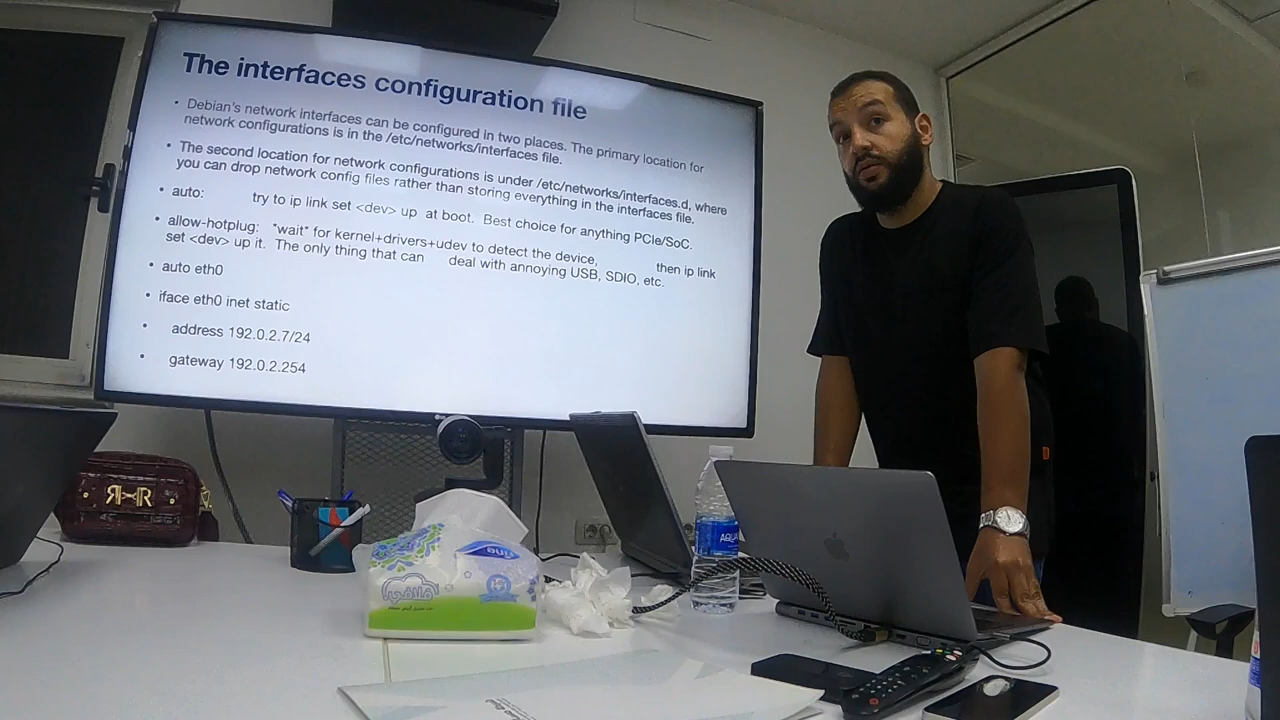 The interfaces configuration file
• Debian's network interfaces can be configured in two places. The primary location for
network configurations is in the /etc/networks/interfaces file.
• The second location for network configurations is under /etc/networks/interfaces.d, where
you can drop network config files rather than storing everything in the interfaces file.
• auto: try to ip link set <dev> up at boot. Best choice for anything PCIe/SoC.
• allow-hotplug: "wait" for kernel+drivers+udev to detect the device, then ip link
set <dev> up it. The only thing that can deal with annoying USB, SDIO, etc.
• auto eth0
• iface eth0 inet static
• address 192.0.2.7/24
• gateway 192.0.2.254
fine
AQUA